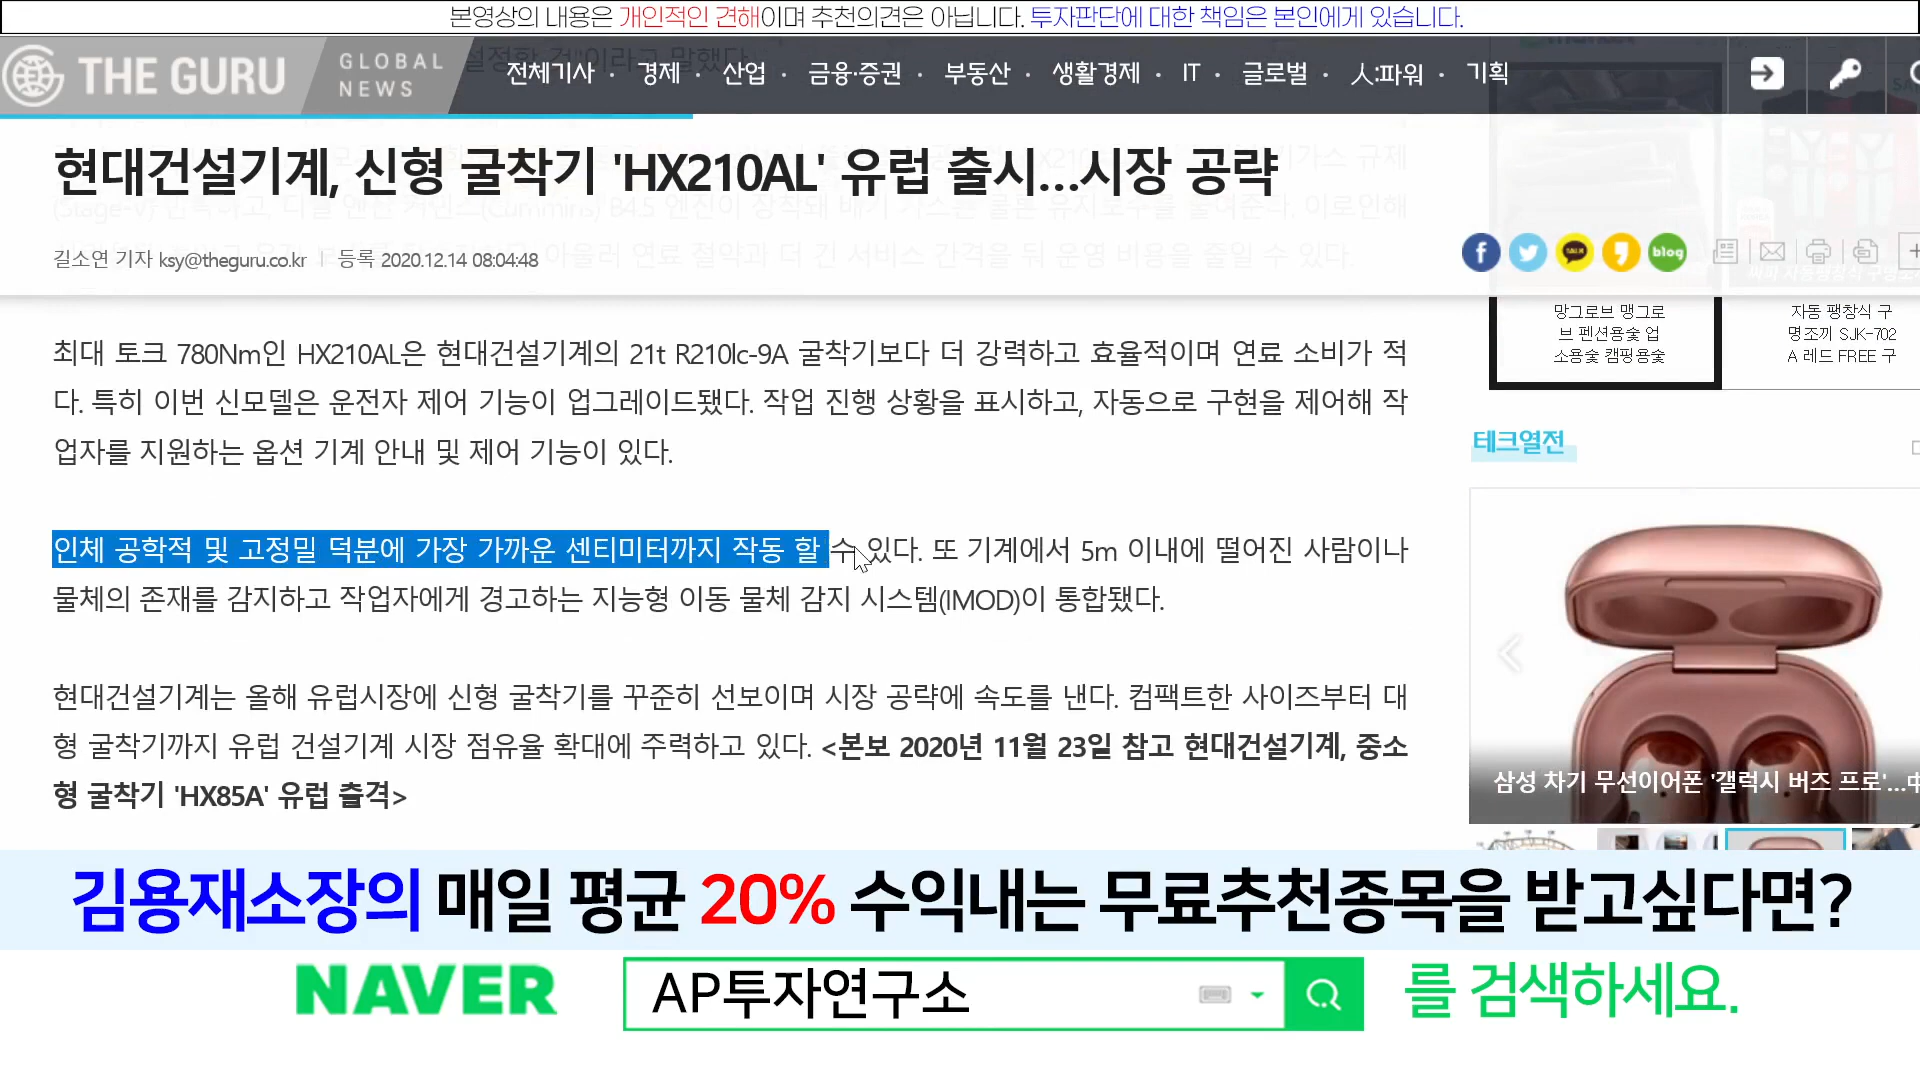 본영상의 내용은 개인적인 견해이며 추천의견은 아닙니다. 투자판단에 대한 책임은 본인에게 있습니다.
THE GURU
GLOBAL NEWS
전체기사 · 경제 · 산업 · 금융·증권 · 부동산 · 생활경제 · IT · 글로벌 · 人:파워 · 기획
현대건설기계, 신형 굴착기 'HX210AL' 유럽 출시…시장 공략
길소연 기자 ksy@theguru.co.kr | 등록 2020.12.14 08:04:48
f
TALK
blog
망그로브 맹그로
브 펜션용숯 업
소용숯 캠핑용숯
자동 팽창식 구
명조끼 SJK-702
A 레드 FREE 구
최대 토크 780Nm인 HX210AL은 현대건설기계의 21t R210lc-9A 굴착기보다 더 강력하고 효율적이며 연료 소비가 적
다. 특히 이번 신모델은 운전자 제어 기능이 업그레이드됐다. 작업 진행 상황을 표시하고, 자동으로 구현을 제어해 작
업자를 지원하는 옵션 기계 안내 및 제어 기능이 있다.
인체 공학적 및 고정밀 덕분에 가장 가까운 센티미터까지 작동 할 수 있다. 또 기계에서 5m 이내에 떨어진 사람이나
물체의 존재를 감지하고 작업자에게 경고하는 지능형 이동 물체 감지 시스템(IMOD)이 통합됐다.
현대건설기계는 올해 유럽시장에 신형 굴착기를 꾸준히 선보이며 시장 공략에 속도를 낸다. 컴팩트한 사이즈부터 대
형 굴착기까지 유럽 건설기계 시장 점유율 확대에 주력하고 있다. <본보 2020년 11월 23일 참고 현대건설기계, 중소
형 굴착기 'HX85A' 유럽 출격>
테크열전
삼성 차기 무선이어폰 '갤럭시 버즈 프로'...中
김용재소장의 매일 평균 20% 수익내는 무료추천종목을 받고싶다면?
NAVER AP투자연구소 를 검색하세요.